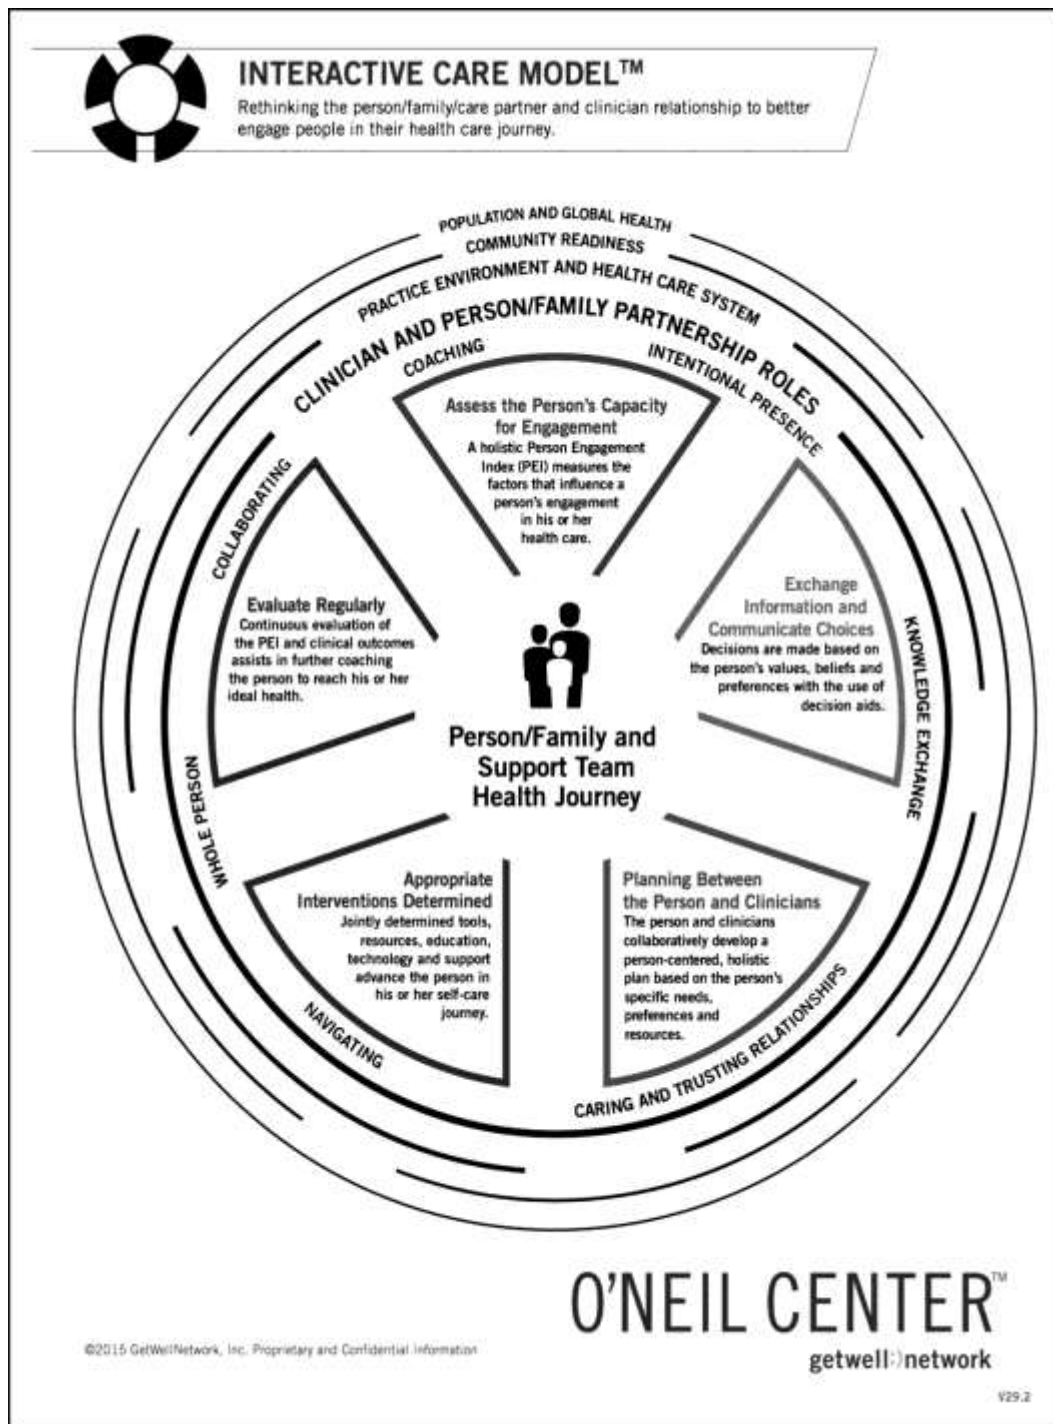 INTERACTIVE CARE MODEL™
Rethinking the person/family/care partner and clinician relationship to better
engage people in their health care journey.
POPULATION AND GLOBAL HEALTH
COMMUNITY READINESS
PRACTICE ENVIRONMENT AND HEALTH CARE SYSTEM
CLINICIAN AND PERSON/FAMILY PARTNERSHIP ROLES
COACHING
INTENTIONAL PRESENCE
Assess the Person's Capacity
for Engagement
A holistic Person Engagement
Index (PEI) measures the
factors that influence a
person's engagement
in his or her
health care.
COLLABORATING
Evaluate Regularly
Continuous evaluation of
the PEI and clinical outcomes
assists in further coaching
the person to reach his or her
ideal health.
Exchange
Information and
Communicate Choices
Decisions are made based on
the person's values, beliefs and
preferences with the use of
decision aids.
KNOWLEDGE EXCHANGE
Person/Family and
Support Team
Health Journey
WHOLE PERSON
Appropriate
Interventions Determined
Jointly determined tools,
resources, education,
technology and support
advance the person in
his or her self-care
journey.
Planning Between
the Person and Clinicians
The person and clinicians
collaboratively develop a
person-centered, holistic
plan based on the person's
specific needs,
preferences and
resources.
NAVIGATING
CARING AND TRUSTING RELATIONSHIPS
O'NEIL CENTER™
getwell:)network
©2015 GetWellNetwork, Inc. Proprietary and Confidential Information
V29.2